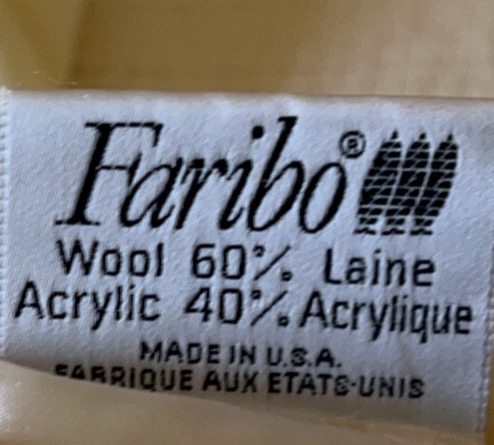 Faribo®
Wool 60% Laine
Acrylic 40% Acrylique
MADE IN U.S.A.
FABRIQUE AUX ETATS-UNIS